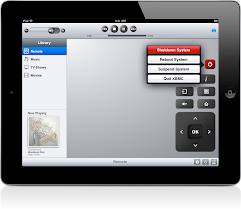 Library
Remote
Music
TV Shows
Movies
Shutdown System
Reboot System
Suspend System
Quit XBMC
OK
Now Playing
Remote